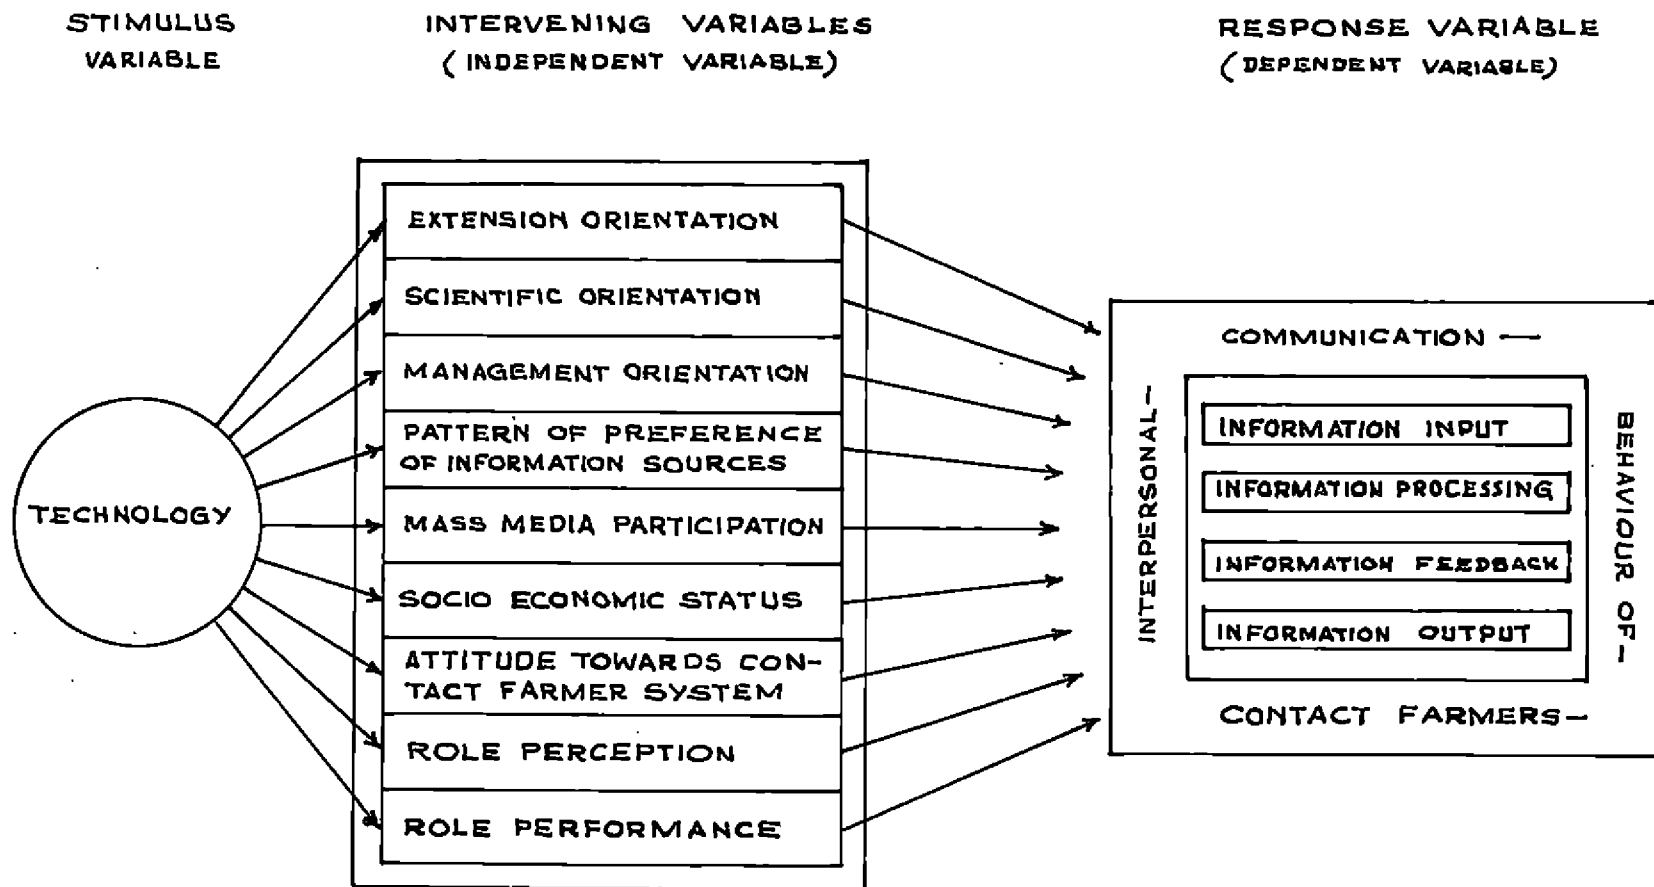 STIMULUS
VARIABLE
INTERVENING VARIABLES
(INDEPENDENT VARIABLE)
RESPONSE VARIABLE
(DEPENDENT VARIABLE)
TECHNOLOGY
EXTENSION ORIENTATION
SCIENTIFIC ORIENTATION
MANAGEMENT ORIENTATION
PATTERN OF PREFERENCE
OF INFORMATION SOURCES
MASS MEDIA PARTICIPATION
SOCIO ECONOMIC STATUS
ATTITUDE TOWARDS CON-
TACT FARMER SYSTEM
ROLE PERCEPTION
ROLE PERFORMANCE
INTERPERSONAL-
COMMUNICATION —
BEHAVIOUR OF-
CONTACT FARMERS-
INFORMATION INPUT
INFORMATION PROCESSING
INFORMATION FEEDBACK
INFORMATION OUTPUT